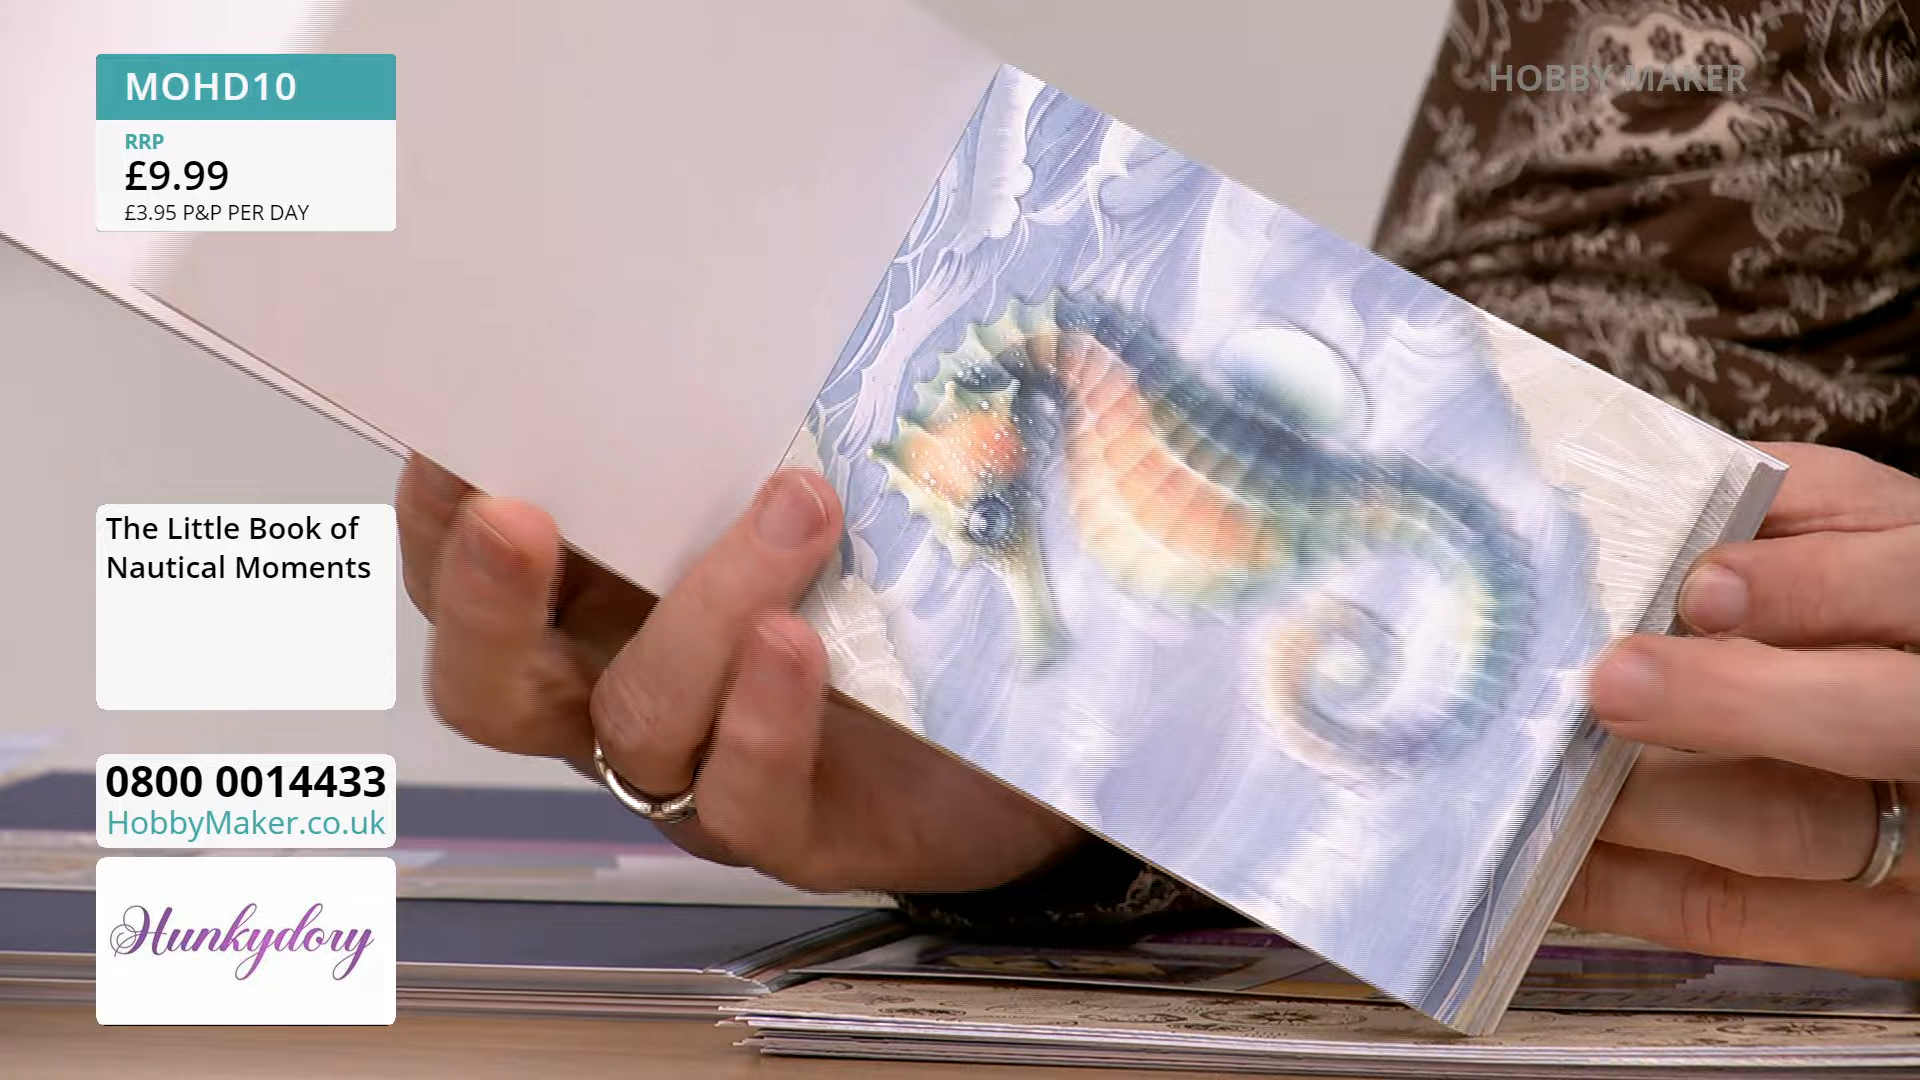 MOHD10
RRP
£9.99
£3.95 P&P PER DAY
HOBBY MAKER
The Little Book of
Nautical Moments
0800 0014433
HobbyMaker.co.uk
Hunkydory